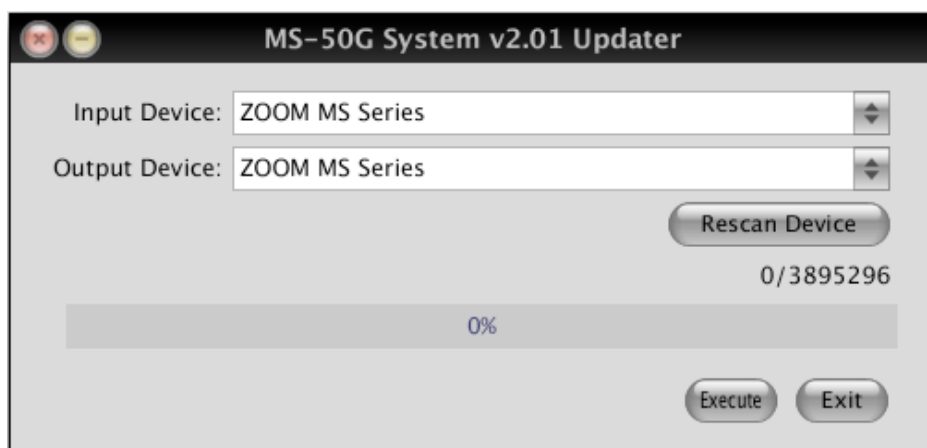 MS-50G System v2.01 Updater
Input Device: ZOOM MS Series
Output Device: ZOOM MS Series
Rescan Device
0/3895296
0%
Execute Exit